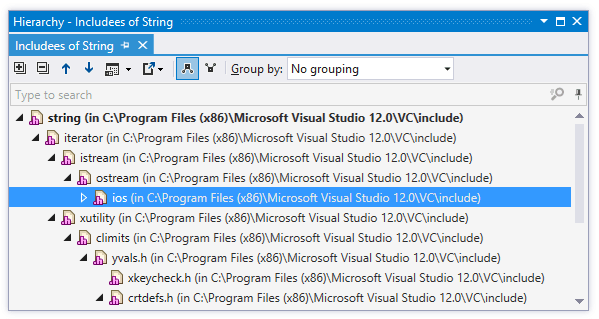 Hierarchy - Includees of String
Includees of String
Group by: No grouping
Type to search
string (in C:\Program Files (x86)\Microsoft Visual Studio 12.0\VC\include)
iterator (in C:\Program Files (x86)\Microsoft Visual Studio 12.0\VC\include)
istream (in C:\Program Files (x86)\Microsoft Visual Studio 12.0\VC\include)
ostream (in C:\Program Files (x86)\Microsoft Visual Studio 12.0\VC\include)
ios (in C:\Program Files (x86)\Microsoft Visual Studio 12.0\VC\include)
xutility (in C:\Program Files (x86)\Microsoft Visual Studio 12.0\VC\include)
climits (in C:\Program Files (x86)\Microsoft Visual Studio 12.0\VC\include)
yvals.h (in C:\Program Files (x86)\Microsoft Visual Studio 12.0\VC\include)
xkeycheck.h (in C:\Program Files (x86)\Microsoft Visual Studio 12.0\VC\include)
crtdefs.h (in C:\Program Files (x86)\Microsoft Visual Studio 12.0\VC\include)